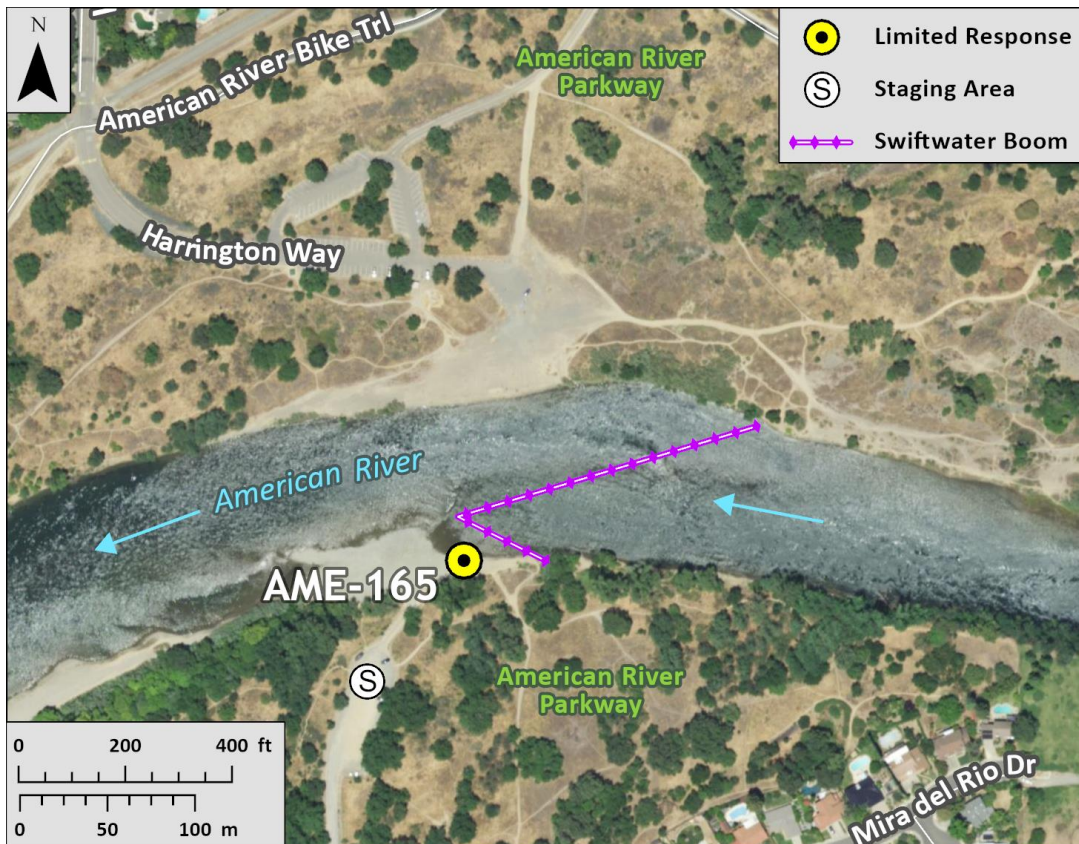 N
American River Bike Trl
American River
Parkway
Limited Response
S Staging Area
Swiftwater Boom
Harrington Way
American River
AME-165
S
American River
Parkway
Mira del Rio Dr
0 200 400 ft
0 50 100 m